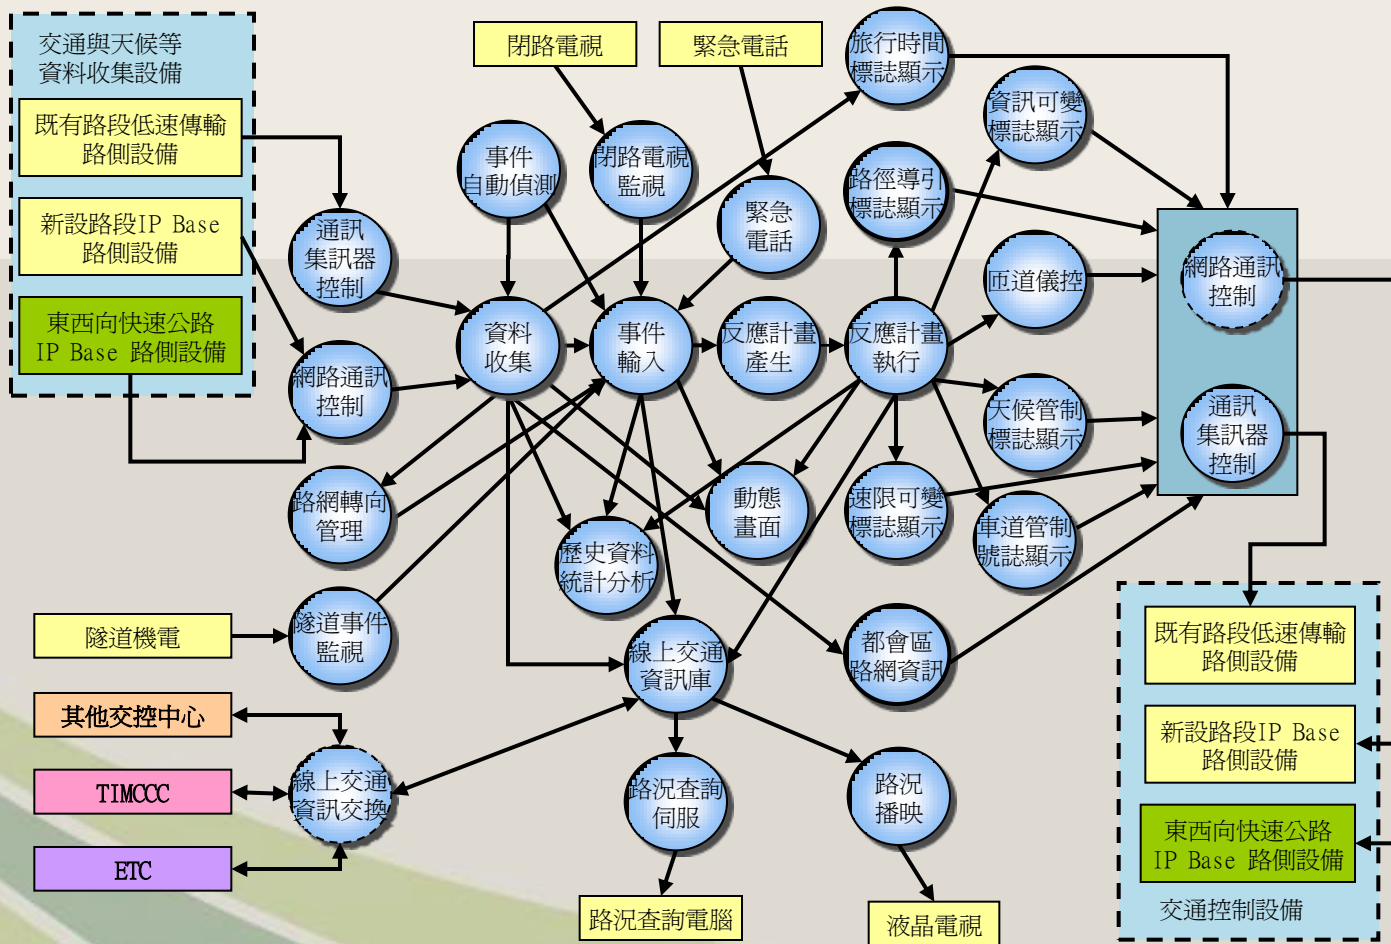 交通與天候等
資料收集設備
既有路段低速傳輸
路側設備
新設路段IP Base
路側設備
東西向快速公路
IP Base 路側設備
閉路電視
緊急電話
旅行時間
標誌顯示
資訊可變
標誌顯示
事件
自動偵測
閉路電視
監視
路徑導引
標誌顯示
緊急
電話
通訊
集訊器
控制
匝道儀控
網路通訊
控制
資料
收集
事件
輸入
反應計畫
產生
反應計畫
執行
網路通訊
控制
天候管制
標誌顯示
通訊
集訊器
控制
路網轉向
管理
動態
畫面
速限可變
標誌顯示
車道管制
號誌顯示
歷史資料
統計分析
隧道機電
隧道事件
監視
線上交通
資訊庫
都會區
路網資訊
既有路段低速傳輸
路側設備
其他交控中心
新設路段IP Base
路側設備
TIMCCC
線上交通
資訊交換
路況查詢
伺服
路況
播映
東西向快速公路
IP Base 路側設備
ETC
路況查詢電腦
液晶電視
交通控制設備